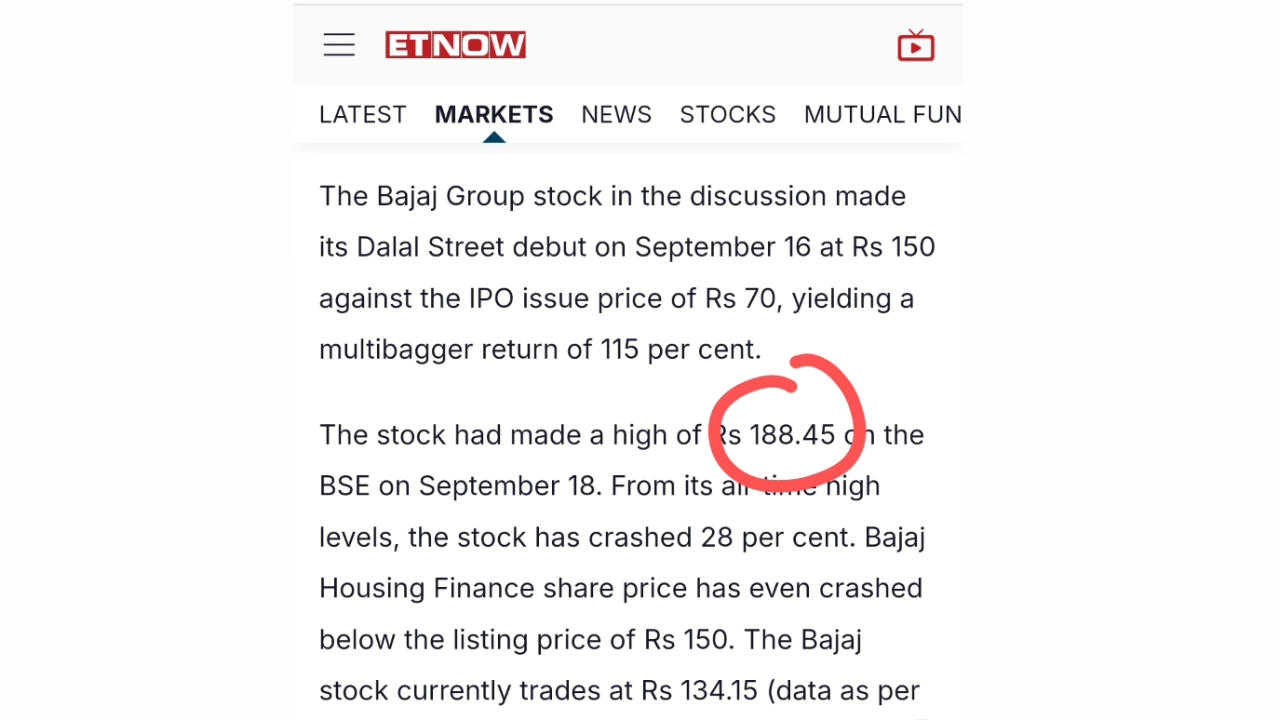 ETNOW
LATEST MARKETS NEWS STOCKS MUTUAL FUN
The Bajaj Group stock in the discussion made
its Dalal Street debut on September 16 at Rs 150
against the IPO issue price of Rs 70, yielding a
multibagger return of 115 per cent.
The stock had made a high of Rs 188.45 on the
BSE on September 18. From its all-time high
levels, the stock has crashed 28 per cent. Bajaj
Housing Finance share price has even crashed
below the listing price of Rs 150. The Bajaj
stock currently trades at Rs 134.15 (data as per